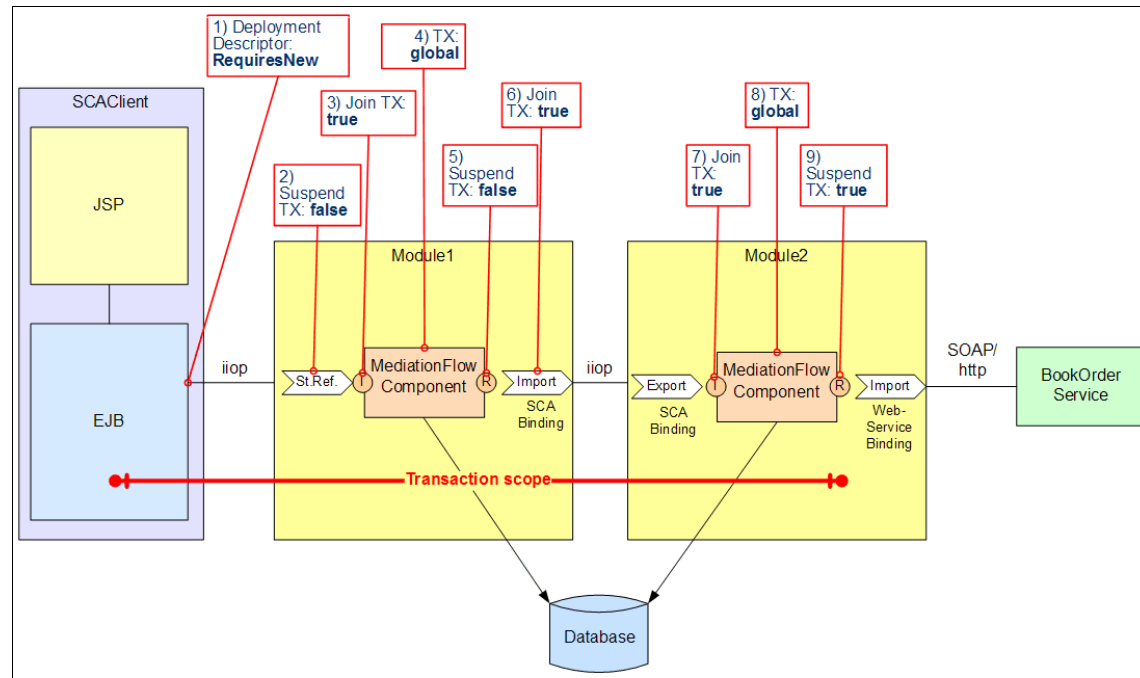 1) Deployment
Descriptor:
RequiresNew
4) TX:
global
SCAClient
3) Join TX:
true
6) Join
TX: true
8) TX:
global
JSP
2)
Suspend
TX: false
5)
Suspend
TX: false
7) Join
TX:
true
9)
Suspend
TX: true
Module1
Module2
EJB
iiop
St.Ref.
I
MediationFlow
Component
R
Import
SCA
Binding
iiop
Export
SCA
Binding
I
MediationFlow
Component
R
Import
Web-
Service
Binding
SOAP/
http
BookOrder
Service
Transaction scope
Database